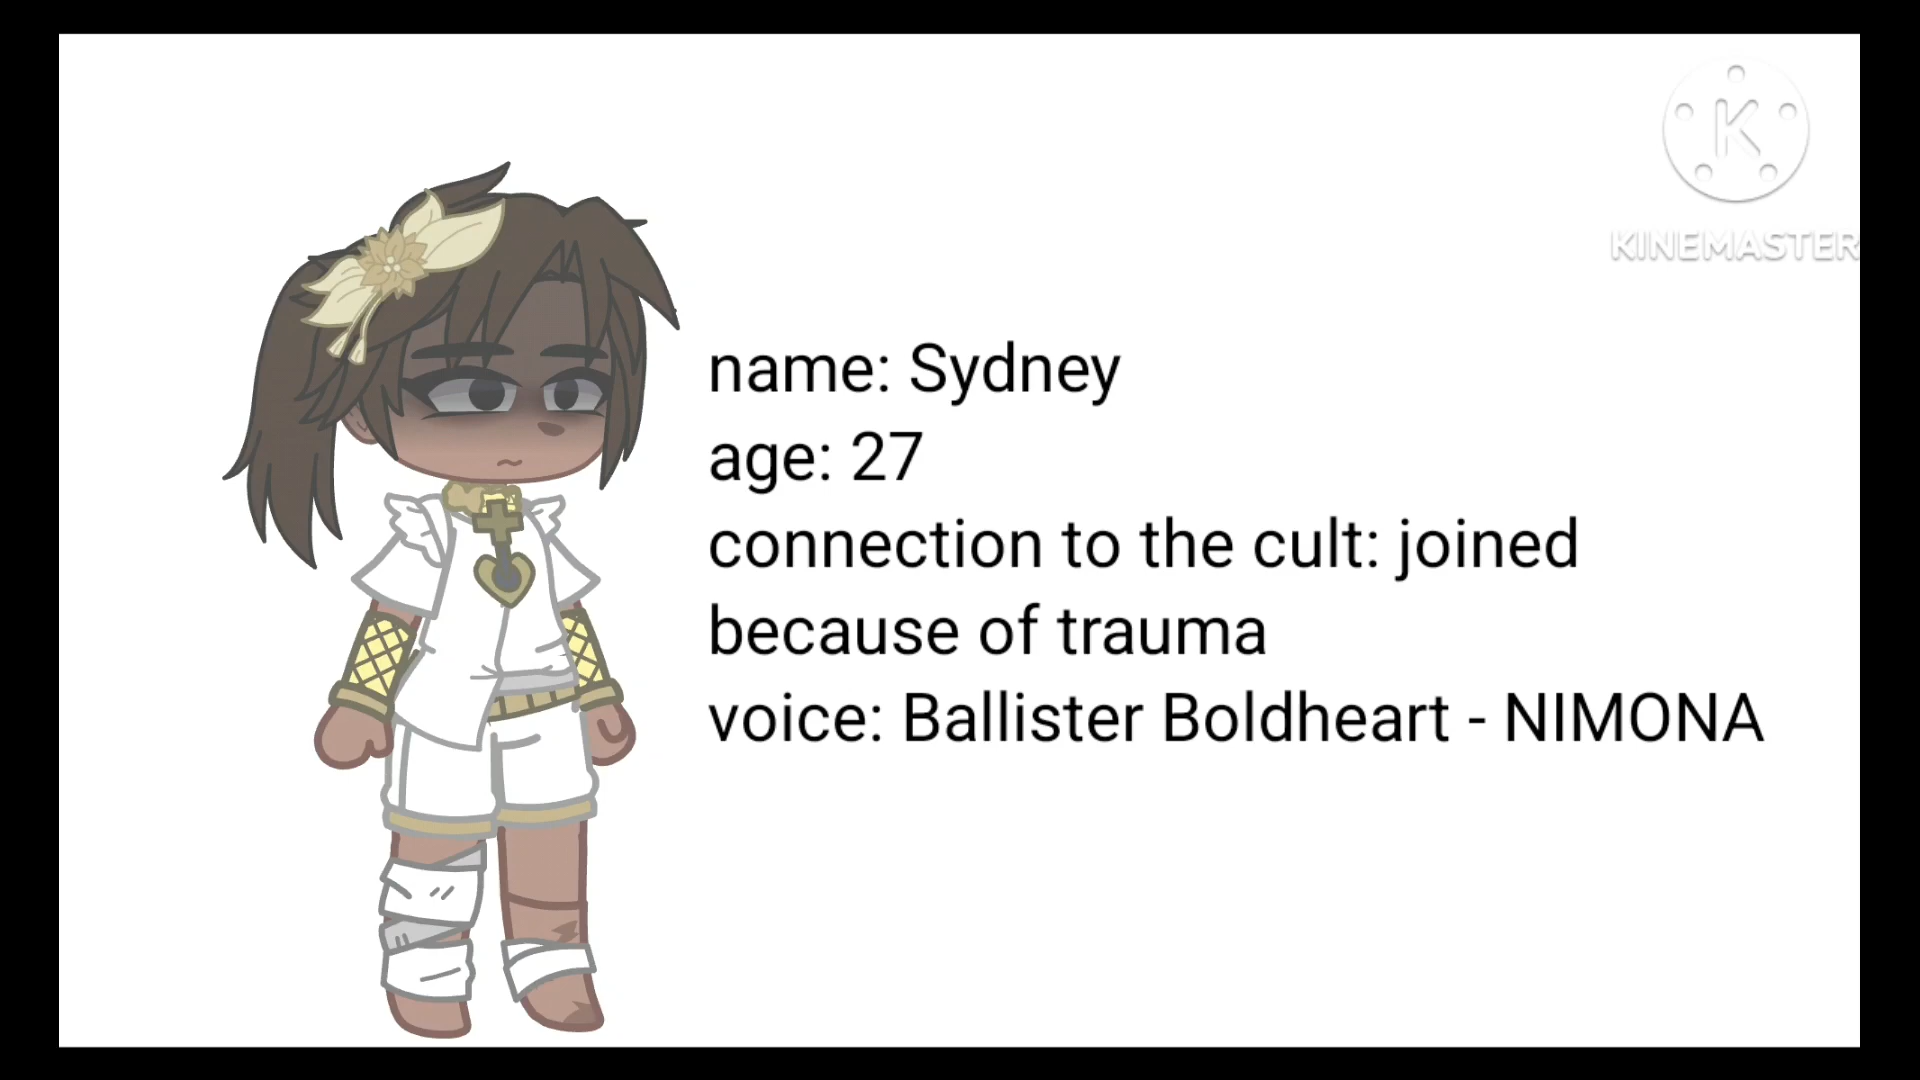 K
KINEMASTER
name: Sydney
age: 27
connection to the cult: joined
because of trauma
voice: Ballister Boldheart - NIMONA